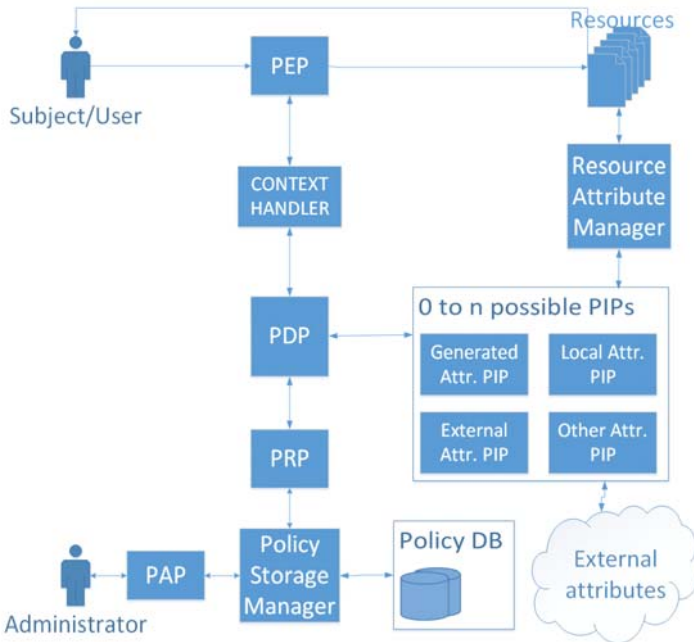 Resources
PEP
Subject/User
CONTEXT
HANDLER
Resource
Attribute
Manager
0 to n possible PIPs
PDP
Generated
Attr. PIP
Local Attr.
PIP
External
Attr. PIP
Other Attr.
PIP
PRP
Policy
Storage
Manager
Policy DB
PAP
Administrator
External
attributes